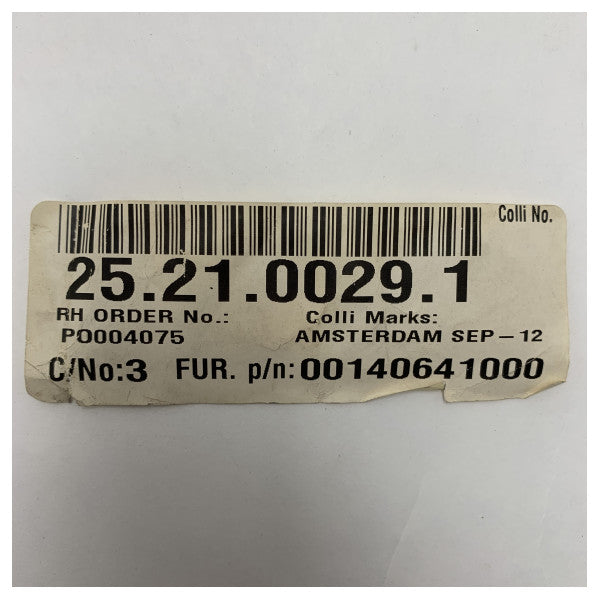 Colli No.
25.21.0029.1
RH ORDER No.: Colli Marks:
PO004075 AMSTERDAM SEP-12
C/No:3 FUR. p/n:00140641000